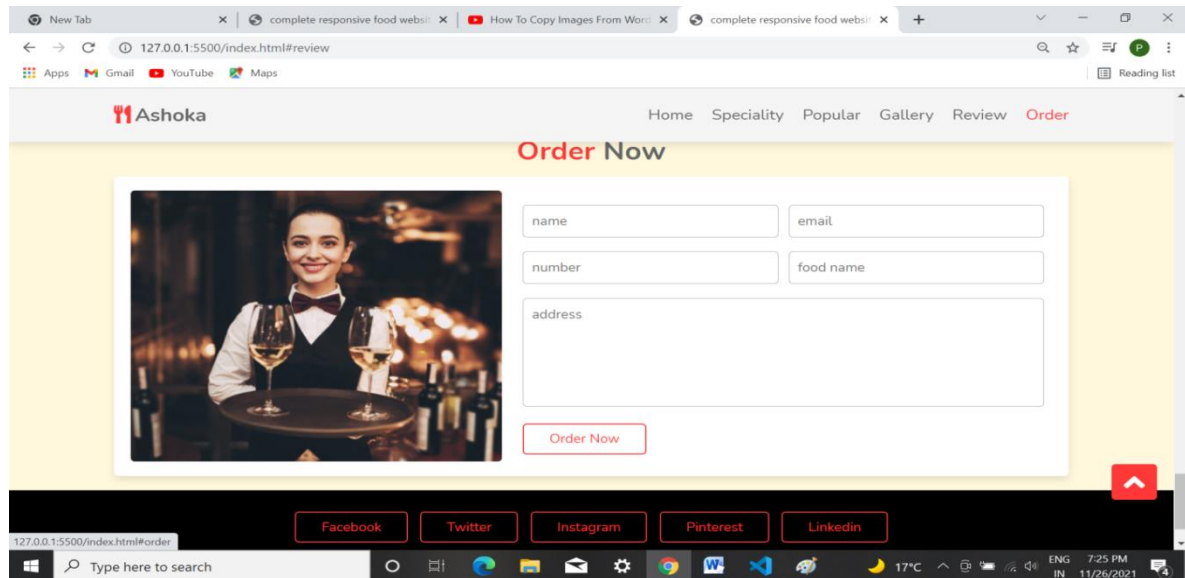 New Tab
complete responsive food websit
How To Copy Images From Word
complete responsive food websit
127.0.0.1:5500/index.html#review
P
Apps
Gmail
YouTube
Maps
Reading list
Ashoka
Home Speciality Popular Gallery Review Order
Order Now
name
email
number
food name
address
Order Now
Facebook
Twitter
Instagram
Pinterest
Linkedin
127.0.0.1:5500/index.html#order
Type here to search
17°C
ENG
IN
7:25 PM
11/26/2021
4